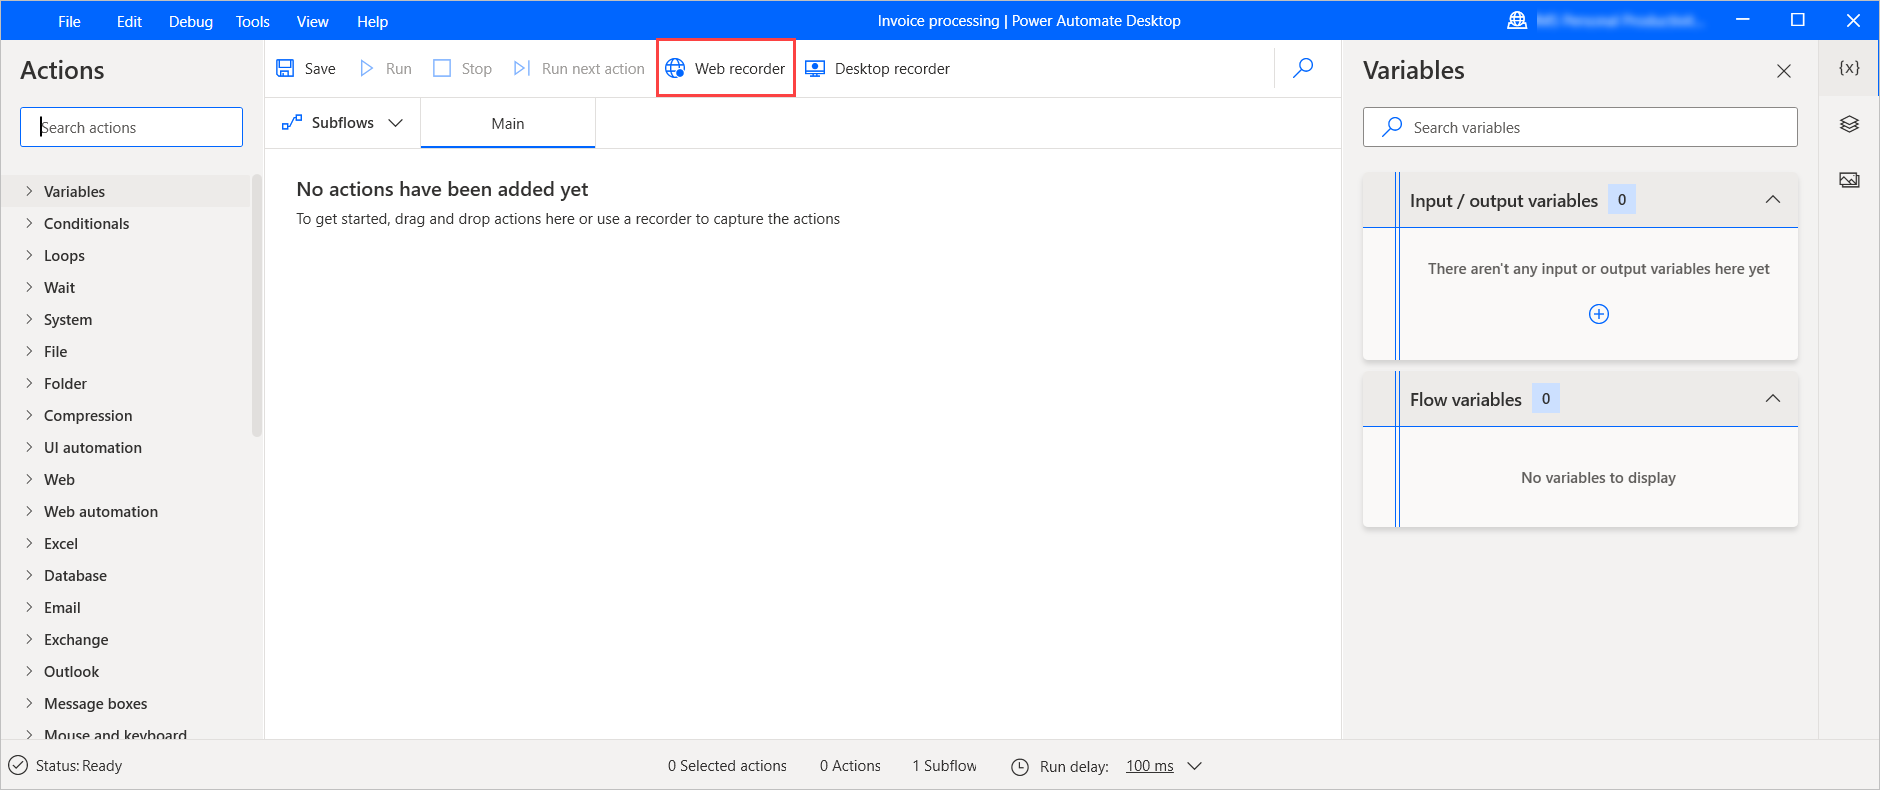 File Edit Debug Tools View Help
Invoice processing | Power Automate Desktop
Actions
Search actions
Variables
Conditionals
Loops
Wait
System
File
Folder
Compression
UI automation
Web
Web automation
Excel
Database
Email
Exchange
Outlook
Message boxes
Mouse and keyboard
Save Run Stop Run next action Web recorder Desktop recorder
Subflows Main
No actions have been added yet
To get started, drag and drop actions here or use a recorder to capture the actions
Variables
{x}
Search variables
Input / output variables 0
There aren't any input or output variables here yet
Flow variables 0
No variables to display
Status: Ready 0 Selected actions 0 Actions 1 Subflow Run delay: 100 ms